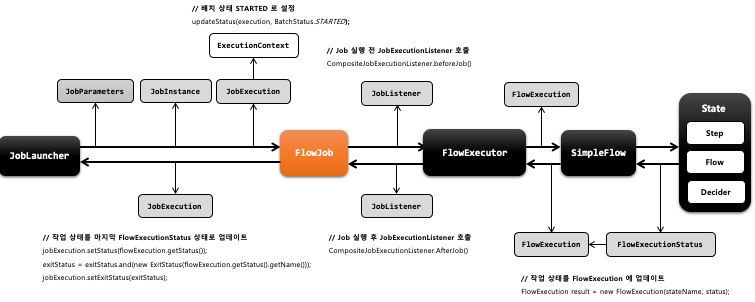 // 배치 상태 STARTED 로 설정
updateStatus(execution, BatchStatus.STARTED);
ExecutionContext
// Job 실행 전 JobExecutionListener 호출
CompositeJobExecutionListener.beforeJob()
JobParameters
JobInstance
JobExecution
JobListener
FlowExecution
State
Step
Flow
Decider
JobLauncher
FlowJob
FlowExecutor
SimpleFlow
JobExecution
JobListener
// 작업 상태를 마지막 FlowExecutionStatus 상태로 업데이트
jobExecution.setStatus(flowExecution.getStatus());
exitStatus = exitStatus.and(new ExitStatus(flowExecution.getStatus().getName()));
jobExecution.setExitStatus(exitStatus);
// Job 실행 후 JobExecutionListener 호출
CompositeJobExecutionListener.AfterJob()
FlowExecution
FlowExecutionStatus
// 작업 상태를 FlowExecution 에 업데이트
FlowExecution result = new FlowExecution(stateName, status);